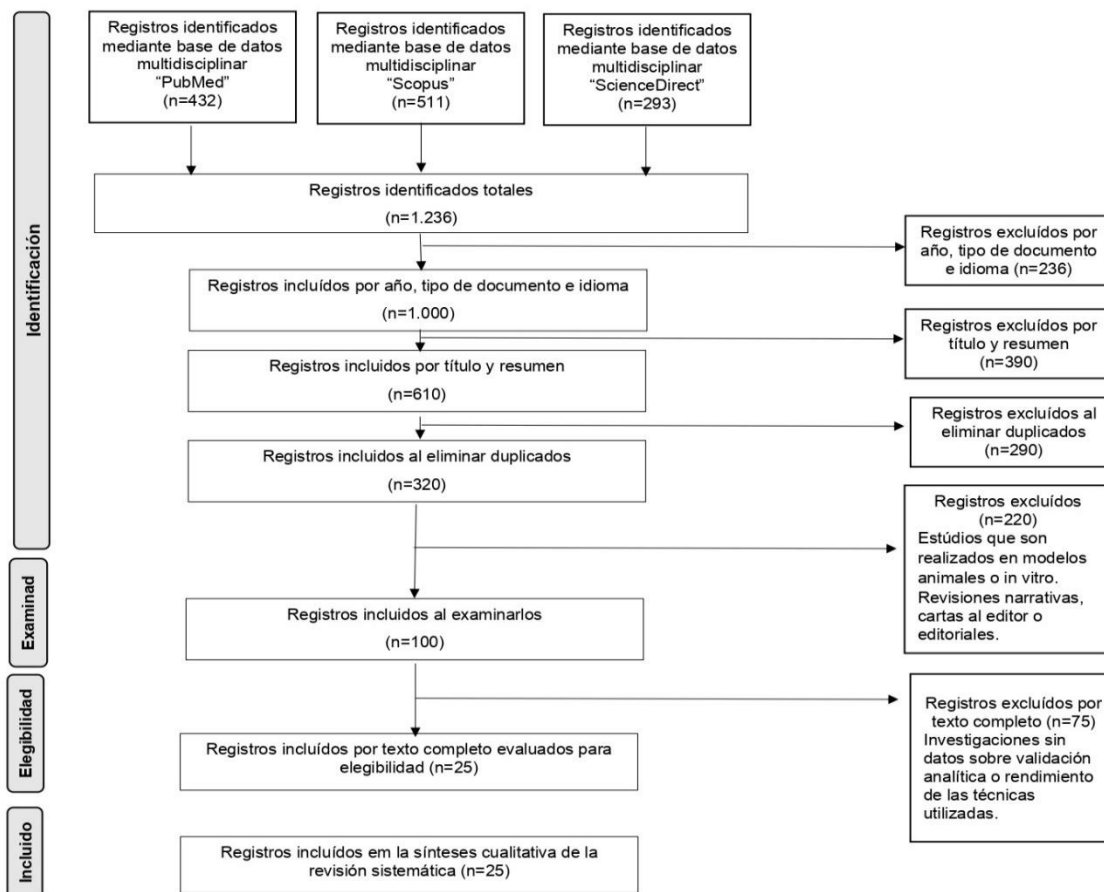 Registros identificados
mediante base de datos
multidisciplinar
“PubMed”
(n=432)
Registros identificados
mediante base de datos
multidisciplinar
“Scopus”
(n=511)
Registros identificados
mediante base de datos
multidisciplinar
“ScienceDirect”
(n=293)
Identificación
Registros identificados totales
(n=1.236)
Registros excluídos por
año, tipo de documento
e idioma (n=236)
Registros incluídos por año, tipo de documento e idioma
(n=1.000)
Registros excluídos por
título y resumen
(n=390)
Registros incluidos por título y resumen
(n=610)
Registros excluídos al
eliminar duplicados
(n=290)
Registros incluidos al eliminar duplicados
(n=320)
Registros excluídos
(n=220)
Estúdios que son
realizados en modelos
animales o in vitro.
Revisiones narrativas,
cartas al editor o
editoriales.
Examinad
Registros incluidos al examinarlos
(n=100)
Elegibilidad
Registros excluídos por
texto completo (n=75)
Investigaciones sin
datos sobre validación
analítica o rendimiento
de las técnicas
utilizadas.
Registros incluídos por texto completo evaluados para
elegibilidad (n=25)
Incluido
Registros incluídos em la sínteses cualitativa de la
revisión sistemática (n=25)